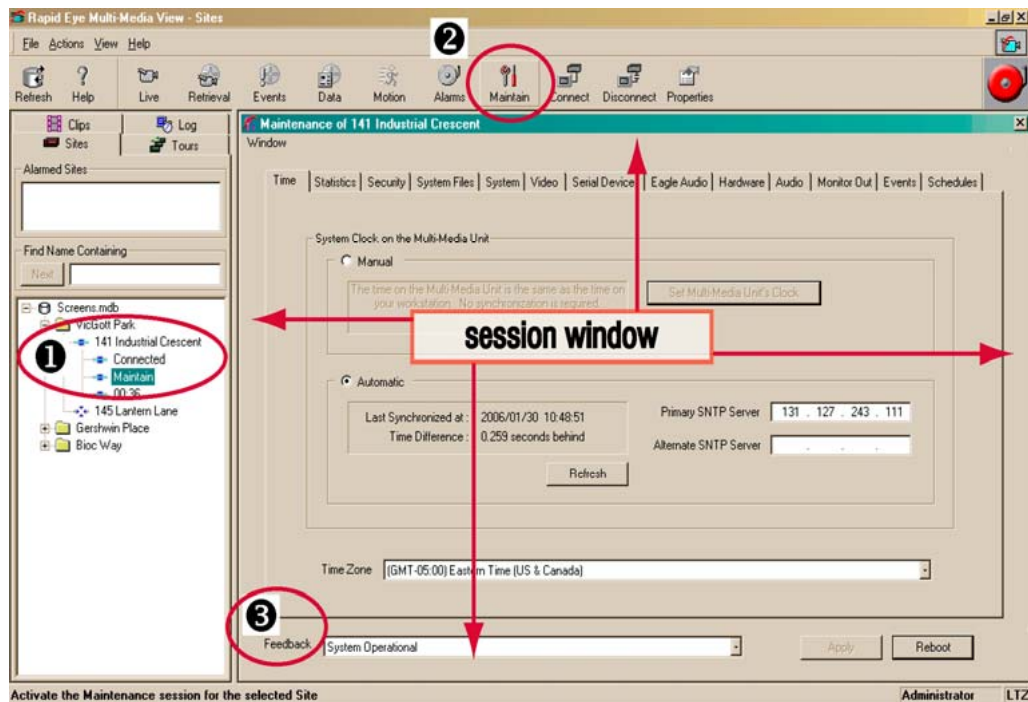 Rapid Eye Multi-Media View - Sites
File Actions View Help
Refresh Help Live Retrieval Events Data Motion Alarms Maintain Connect Disconnect Properties
2
Clips Log
Sites Tours
Alarmed Sites
Find Name Containing
Next
Screens.mdb
VicGott Park
141 Industrial Crescent
Connected
Maintain
00:36
145 Lantern Lane
Gershwin Place
Bioc Way
1
Maintenance of 141 Industrial Crescent
Window
Time Statistics Security System Files System Video Serial Device Eagle Audio Hardware Audio Monitor Out Events Schedules
System Clock on the Multi-Media Unit
Manual
The time on the Multi-Media Unit is the same as the time on
your workstation. No synchronization is required.
Set Multi-Media Unit's Clock
session window
Automatic
Last Synchronized at : 2006/01/30 10:48:51
Time Difference : 0.259 seconds behind
Refresh
Primary SNTP Server 131 . 127 . 243 . 111
Alternate SNTP Server . . .
Time Zone (GMT-05:00) Eastern Time (US & Canada)
3
Feedback System Operational
Apply Reboot
Activate the Maintenance session for the selected Site
Administrator LTZ